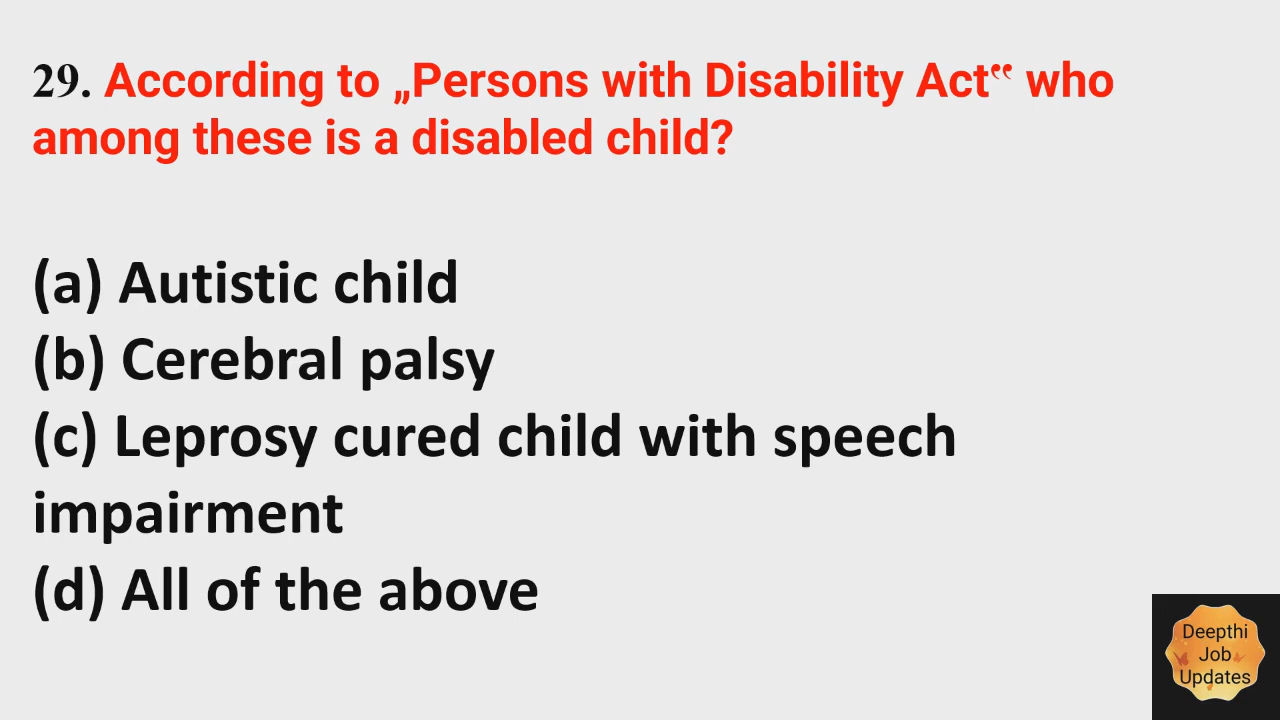 29. According to „Persons with Disability Act‟ who
among these is a disabled child?
(a) Autistic child
(b) Cerebral palsy
(c) Leprosy cured child with speech
impairment
(d) All of the above
Deepthi
Job
Updates